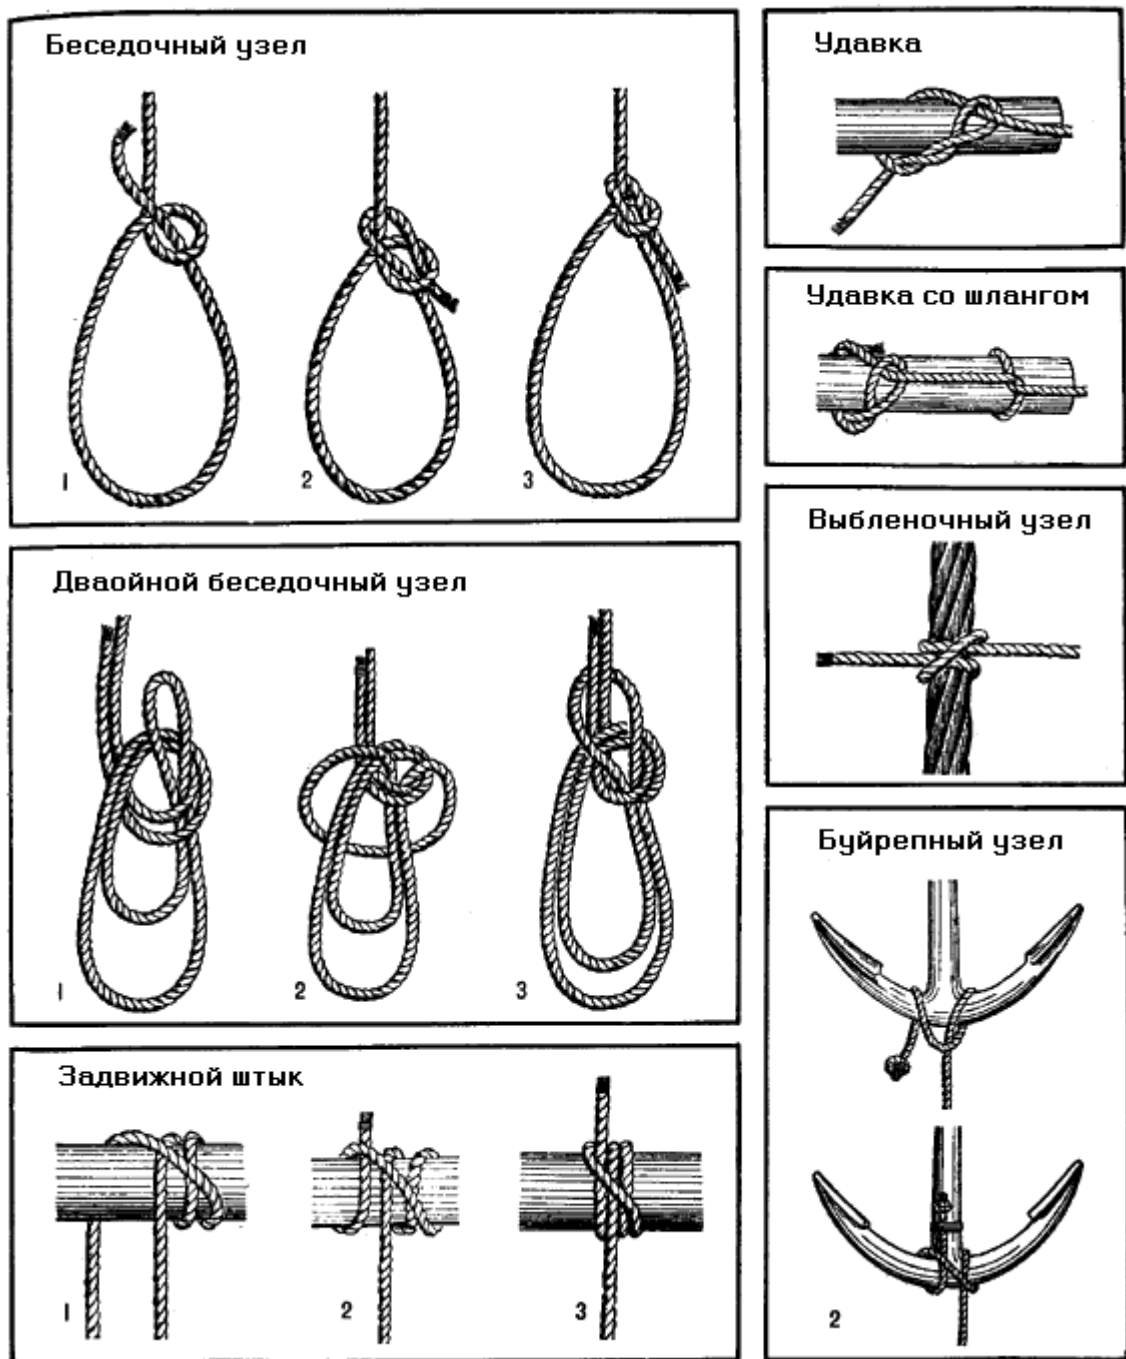 Беседочный узел
1 2 3
Дваойной беседочный узел
1 2 3
Задвижной штык
1 2 3
Удавка
Удавка со шлангом
Выбленочный узел
Буйрепный узел
2